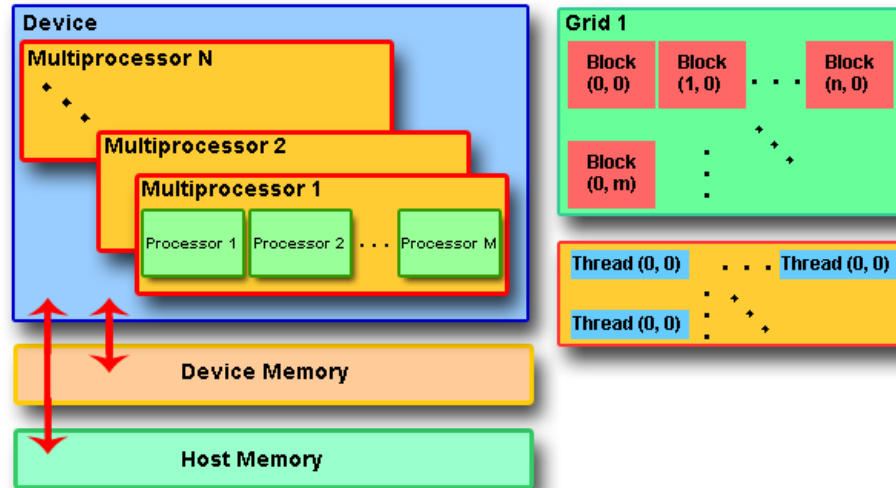 Device
Multiprocessor N
Multiprocessor 2
Multiprocessor 1
Processor 1 Processor 2 ... Processor M
Device Memory
Host Memory
Grid 1
Block Block Block
(0, 0) (1, 0) ... (n, 0)
Block
(0, m)
Thread (0, 0) ... Thread (0, 0)
Thread (0, 0)